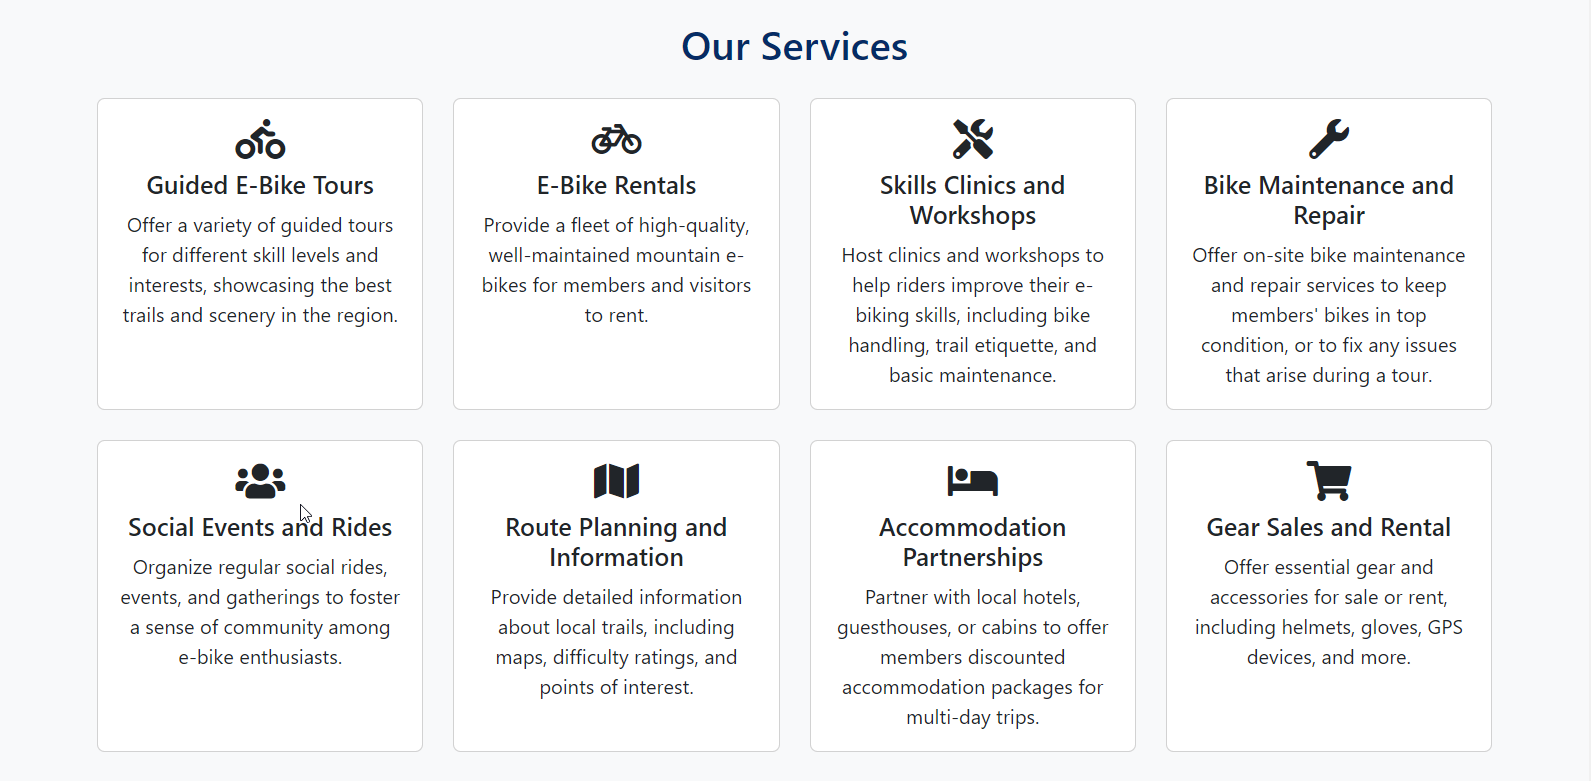 Our Services
Guided E-Bike Tours
Offer a variety of guided tours
for different skill levels and
interests, showcasing the best
trails and scenery in the region.
E-Bike Rentals
Provide a fleet of high-quality,
well-maintained mountain e-
bikes for members and visitors
to rent.
Skills Clinics and
Workshops
Host clinics and workshops to
help riders improve their e-
biking skills, including bike
handling, trail etiquette, and
basic maintenance.
Bike Maintenance and
Repair
Offer on-site bike maintenance
and repair services to keep
members' bikes in top
condition, or to fix any issues
that arise during a tour.
Social Events and Rides
Organize regular social rides,
events, and gatherings to foster
a sense of community among
e-bike enthusiasts.
Route Planning and
Information
Provide detailed information
about local trails, including
maps, difficulty ratings, and
points of interest.
Accommodation
Partnerships
Partner with local hotels,
guesthouses, or cabins to offer
members discounted
accommodation packages for
multi-day trips.
Gear Sales and Rental
Offer essential gear and
accessories for sale or rent,
including helmets, gloves, GPS
devices, and more.